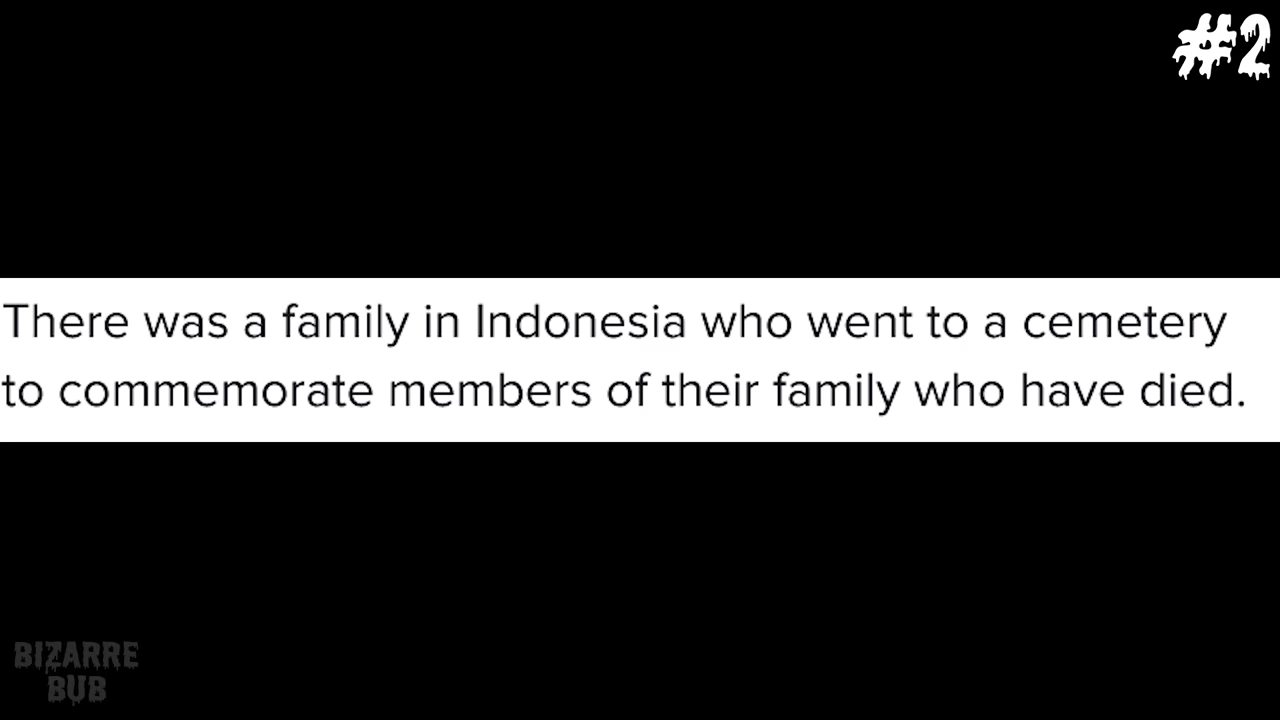 #2
There was a family in Indonesia who went to a cemetery
to commemorate members of their family who have died.
BIZARRE
BUB